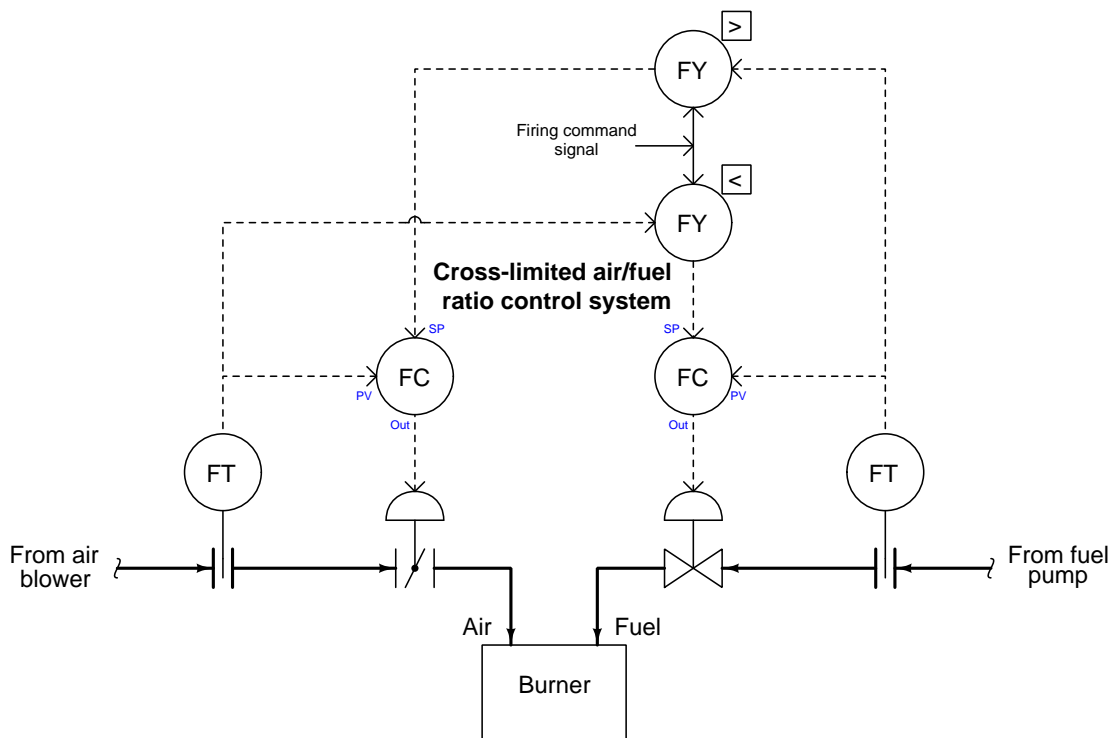 >
FY
Firing command
signal
<
FY
Cross-limited air/fuel
ratio control system
SP
SP
FC
FC
PV
PV
Out
Out
FT
FT
From air
blower
From fuel
pump
Air
Fuel
Burner